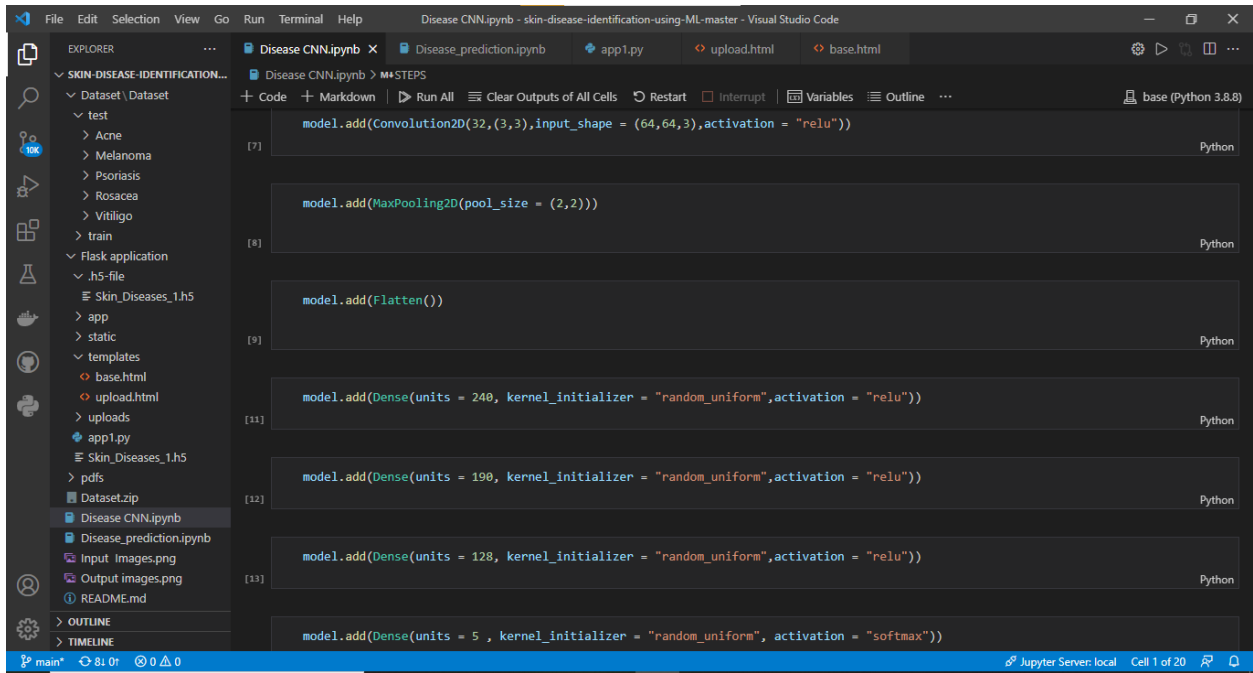 File Edit Selection View Go Run Terminal Help Disease CNN.ipynb - skin-disease-identification-using-ML-master - Visual Studio Code
EXPLORER ...
SKIN-DISEASE-IDENTIFICATION...
Dataset\Dataset
test
Acne
Melanoma
Psoriasis
Rosacea
Vitiligo
train
Flask application
.h5-file
Skin_Diseases_1.h5
app
static
templates
base.html
upload.html
uploads
app1.py
Skin_Diseases_1.h5
pdfs
Dataset.zip
Disease CNN.ipynb
Disease_prediction.ipynb
Input Images.png
Output images.png
README.md
OUTLINE
TIMELINE
10K
Disease CNN.ipynb Disease_prediction.ipynb app1.py upload.html base.html
Disease CNN.ipynb > M↓STEPS
+ Code + Markdown Run All Clear Outputs of All Cells Restart Interrupt Variables Outline ... base (Python 3.8.8)
model.add(Convolution2D(32,(3,3),input_shape = (64,64,3),activation = "relu"))
[7] Python
model.add(MaxPooling2D(pool_size = (2,2)))
[8] Python
model.add(Flatten())
[9] Python
model.add(Dense(units = 240, kernel_initializer = "random_uniform",activation = "relu"))
[11] Python
model.add(Dense(units = 190, kernel_initializer = "random_uniform",activation = "relu"))
[12] Python
model.add(Dense(units = 128, kernel_initializer = "random_uniform",activation = "relu"))
[13] Python
model.add(Dense(units = 5 , kernel_initializer = "random_uniform", activation = "softmax"))
main* 8↓ 0↑ 0 0 Jupyter Server: local Cell 1 of 20